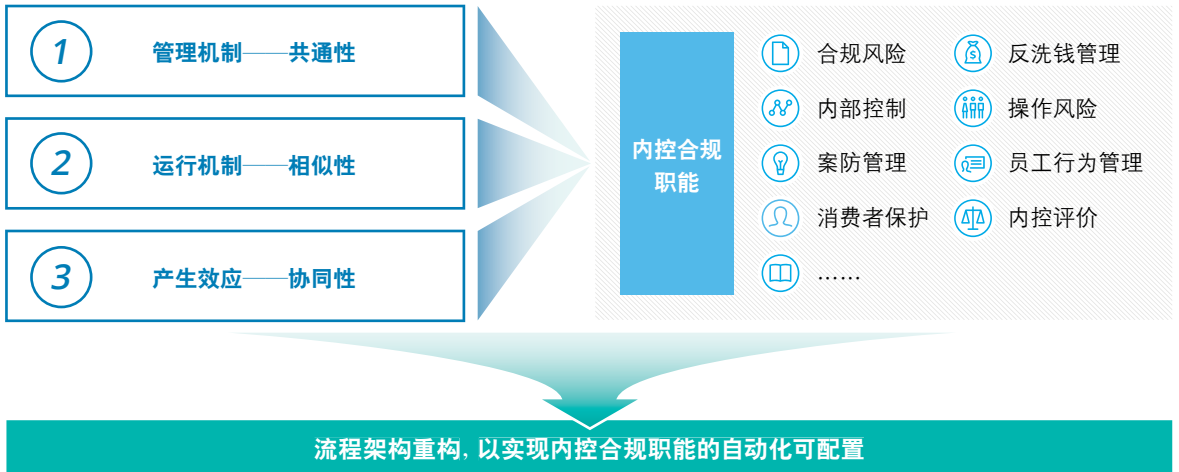 1
管理机制——共通性
2
运行机制——相似性
3
产生效应——协同性
内控合规
职能
合规风险
反洗钱管理
内部控制
操作风险
案防管理
员工行为管理
消费者保护
内控评价
……
流程架构重构, 以实现内控合规职能的自动化可配置